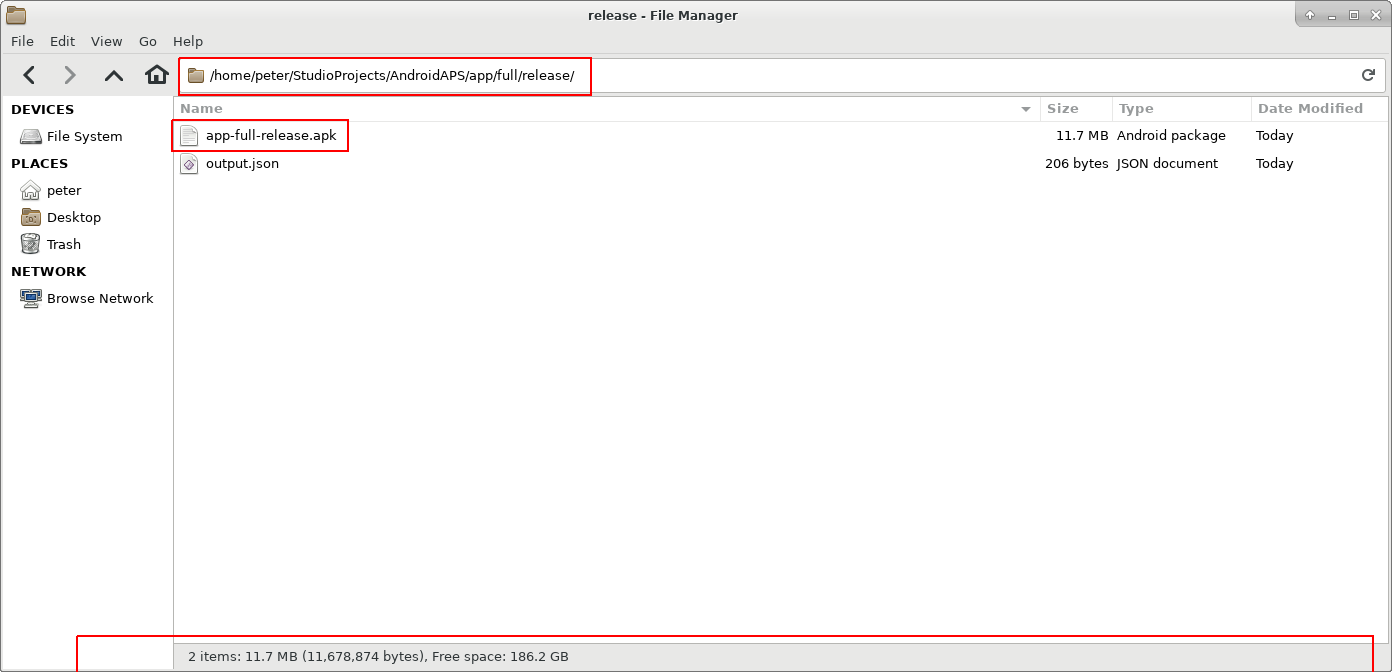 release - File Manager
File Edit View Go Help
/home/peter/StudioProjects/AndroidAPS/app/full/release/
DEVICES
File System
PLACES
peter
Desktop
Trash
NETWORK
Browse Network
Name Size Type Date Modified
app-full-release.apk 11.7 MB Android package Today
output.json 206 bytes JSON document Today
2 items: 11.7 MB (11,678,874 bytes), Free space: 186.2 GB